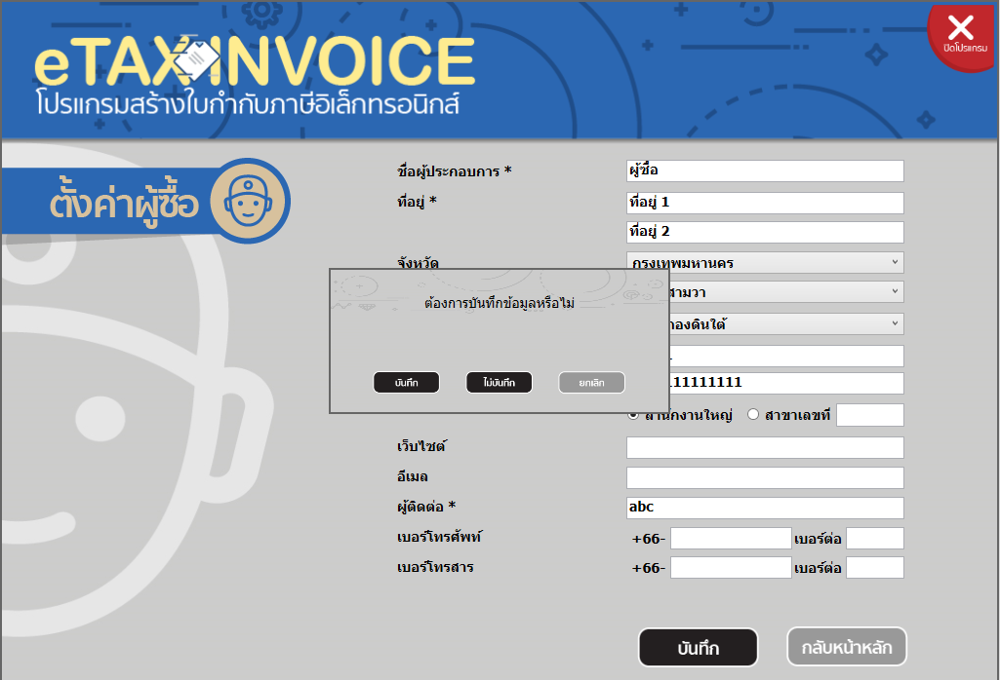 eTAX INVOICE
โปรแกรมสร้างใบกำกับภาษีอิเล็กทรอนิกส์
ปิดโปรแกรม
ตั้งค่าผู้ซื้อ
ชื่อผู้ประกอบการ * ผู้ซื้อ
ที่อยู่ * ที่อยู่ 1
ที่อยู่ 2
จังหวัด กรุงเทพมหานคร
สามวา
ต้องการบันทึกข้อมูลหรือไม่
องดินใต้
บันทึก ไม่บันทึก ยกเลิก
11111111
สำนักงานใหญ่ สาขาเลขที่
เว็บไซต์
อีเมล
ผู้ติดต่อ * abc
เบอร์โทรศัพท์ +66- เบอร์ต่อ
เบอร์โทรสาร +66- เบอร์ต่อ
บันทึก กลับหน้าหลัก